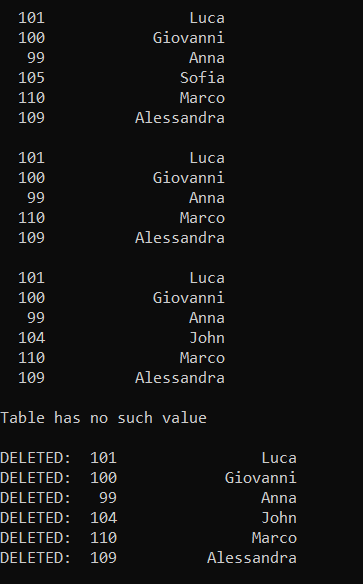 101 Luca
100 Giovanni
99 Anna
105 Sofia
110 Marco
109 Alessandra
101 Luca
100 Giovanni
99 Anna
110 Marco
109 Alessandra
101 Luca
100 Giovanni
99 Anna
104 John
110 Marco
109 Alessandra
Table has no such value
DELETED: 101 Luca
DELETED: 100 Giovanni
DELETED: 99 Anna
DELETED: 104 John
DELETED: 110 Marco
DELETED: 109 Alessandra